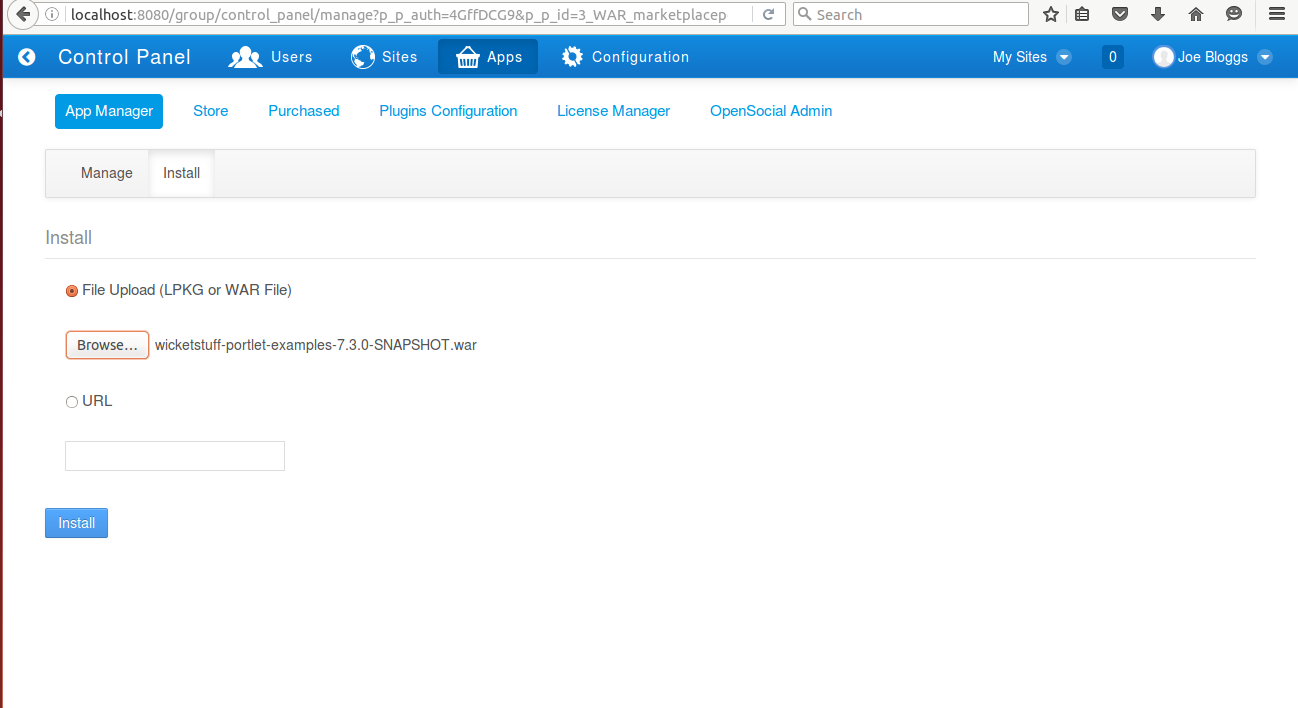 localhost:8080/group/control_panel/manage?p_p_auth=4GffDCG9&p_p_id=3_WAR_marketplacep Search
Control Panel Users Sites Apps Configuration My Sites 0 Joe Bloggs
App Manager Store Purchased Plugins Configuration License Manager OpenSocial Admin
Manage Install
Install
File Upload (LPKG or WAR File)
Browse... wicketstuff-portlet-examples-7.3.0-SNAPSHOT.war
URL
Install